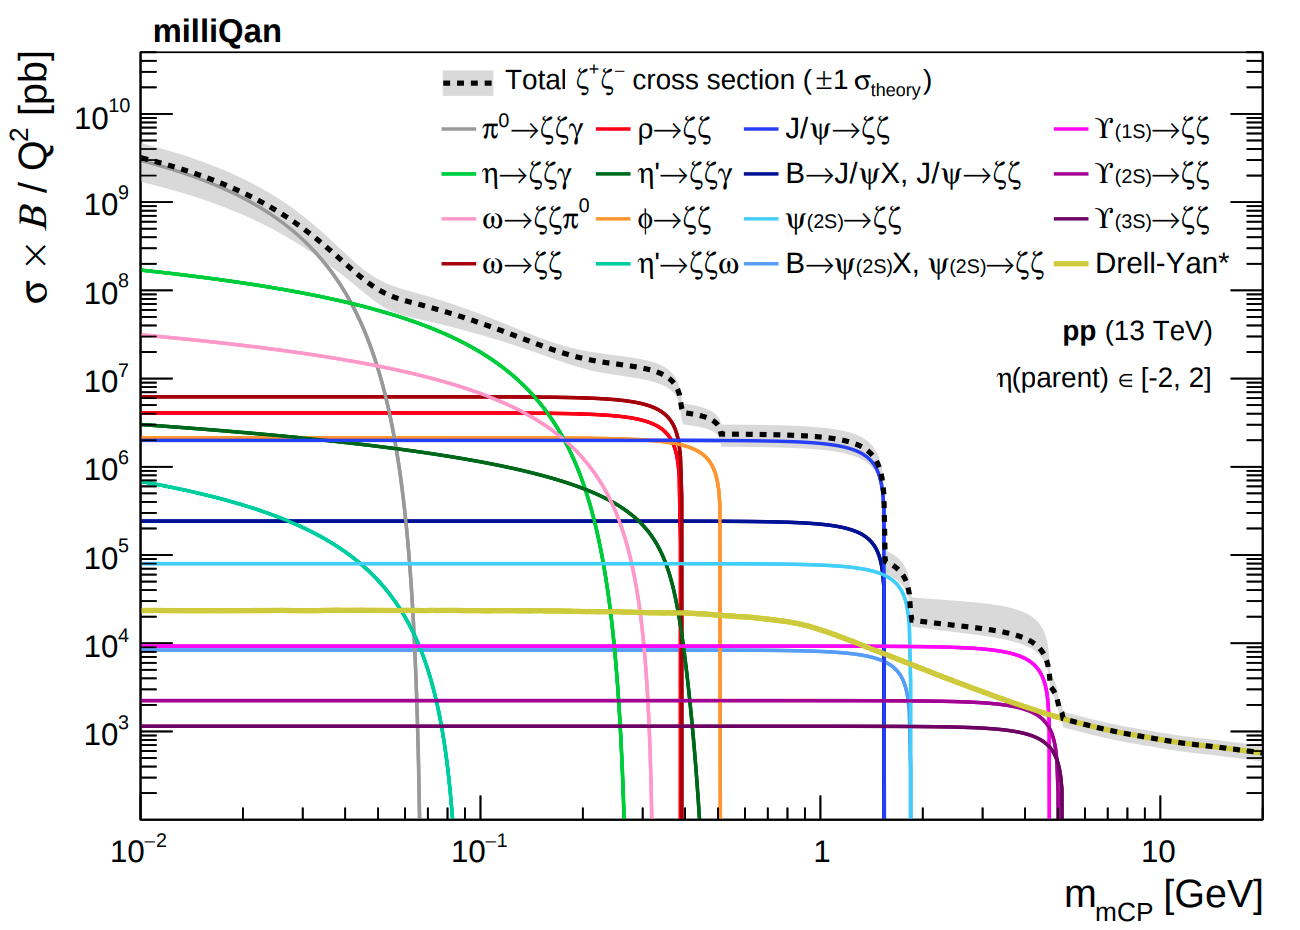 milliQan
σ × B / Q² [pb]
Total ζ⁺ζ⁻ cross section (±1 σ_theory)
π⁰→ζζγ ρ→ζζ J/ψ→ζζ ϒ(1S)→ζζ
η→ζζγ η'→ζζγ B→J/ψX, J/ψ→ζζ ϒ(2S)→ζζ
ω→ζζπ⁰ ϕ→ζζ ψ(2S)→ζζ ϒ(3S)→ζζ
ω→ζζ η'→ζζω B→ψ(2S)X, ψ(2S)→ζζ Drell-Yan*
pp (13 TeV)
η(parent) ∈ [-2, 2]
10¹⁰
10⁹
10⁸
10⁷
10⁶
10⁵
10⁴
10³
10⁻² 10⁻¹ 1 10
m_mCP [GeV]